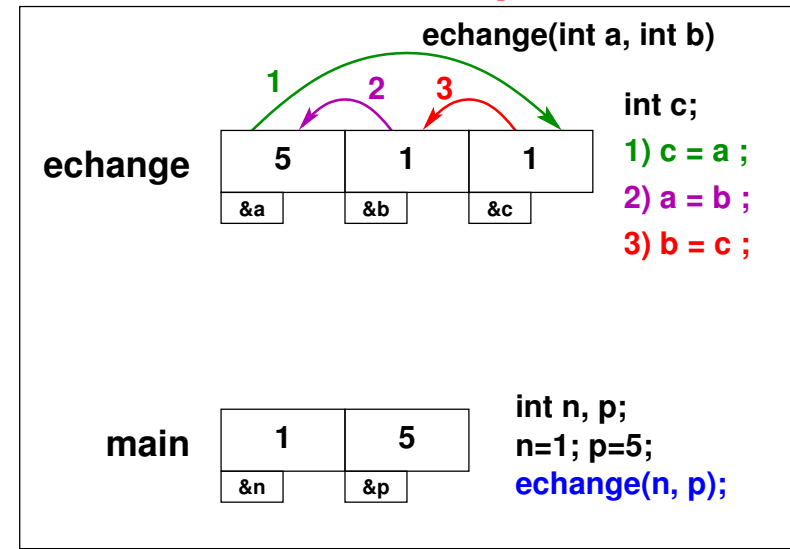 echange(int a, int b)
1 2 3
int c;
echange
5 1 1
1) c = a ;
&a &b &c
2) a = b ;
3) b = c ;
main
1 5
int n, p;
n=1; p=5;
&n &p
echange(n, p);